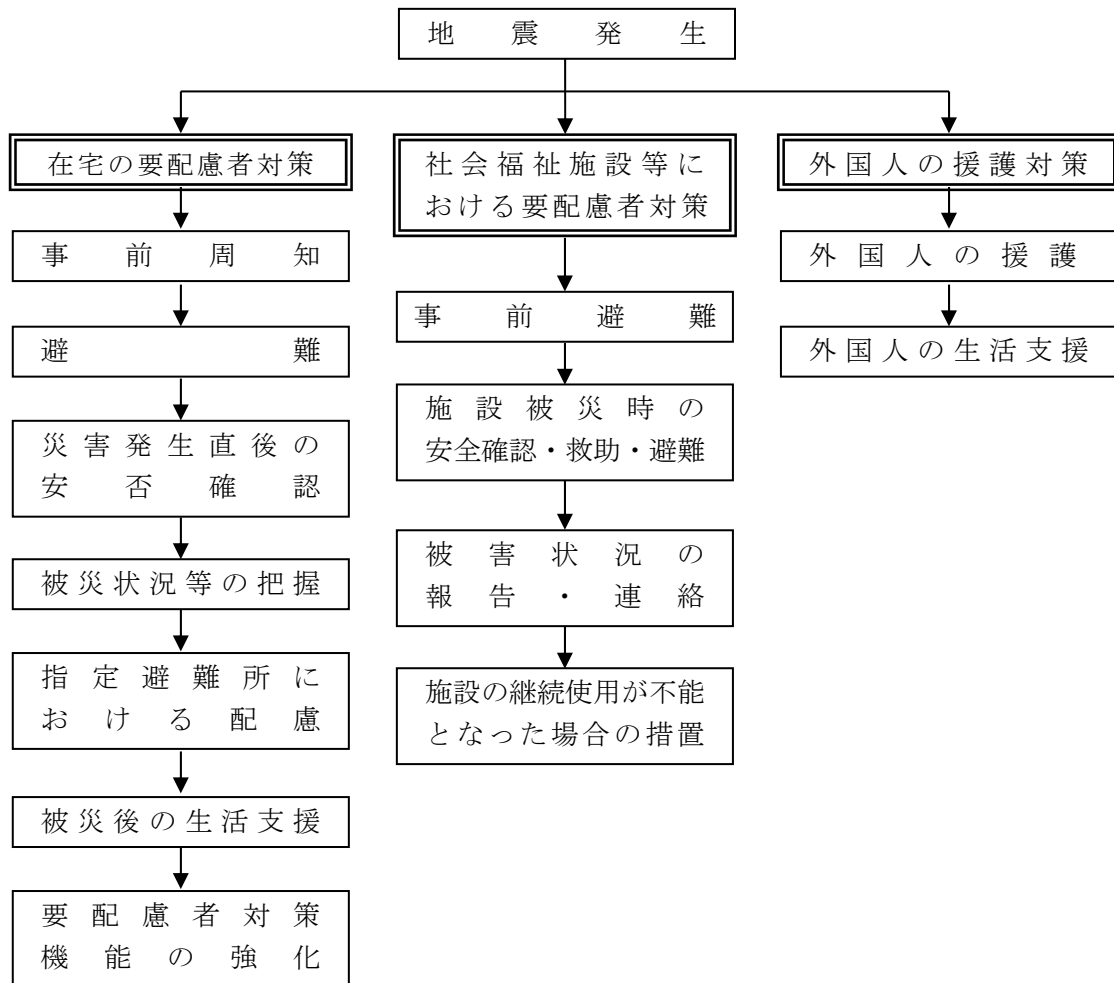 地震発生
在宅の要配慮者対策
事前周知
避難
災害発生直後の
安否確認
被災状況等の把握
指定避難所に
おける配慮
被災後の生活支援
要配慮者対策
機能の強化
社会福祉施設等に
おける要配慮者対策
事前避難
施設被災時の
安全確認・救助・避難
被害状況の
報告・連絡
施設の継続使用が不能
となった場合の措置
外国人の援護対策
外国人の援護
外国人の生活支援